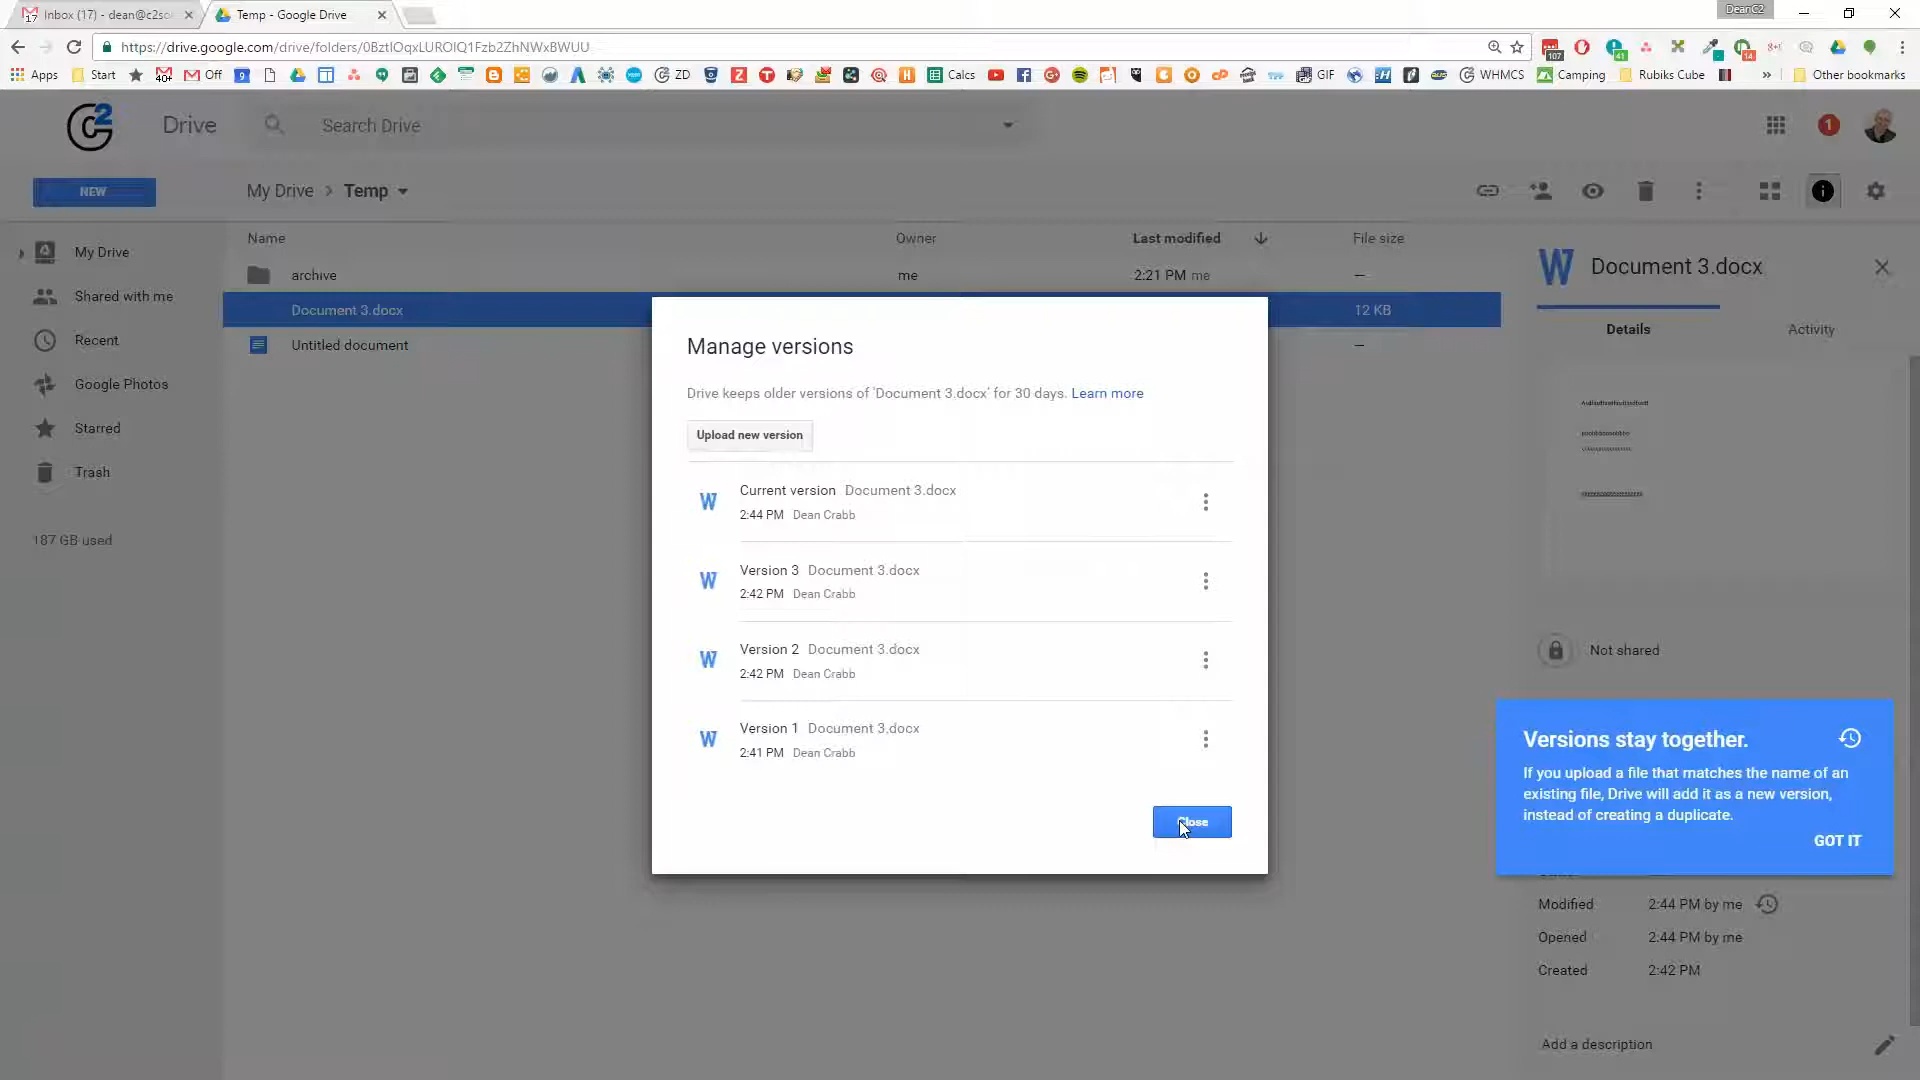 Inbox (17) - dean@c2so
Temp - Google Drive
DeanC2
https://drive.google.com/drive/folders/0BztlOqxLUROlQ1Fzb2ZhNWxBWUU
Apps
Start
Off
ZD
Calcs
GIF
WHMCS
Camping
Rubiks Cube
Other bookmarks
Drive
Search Drive
1
NEW
My Drive > Temp
Name
Owner
Last modified
File size
My Drive
Shared with me
Recent
Google Photos
Starred
Trash
187 GB used
archive
me
2:21 PM me
—
Document 3.docx
12 KB
Untitled document
—
Manage versions
Drive keeps older versions of 'Document 3.docx' for 30 days. Learn more
Upload new version
Current version Document 3.docx
2:44 PM Dean Crabb
Version 3 Document 3.docx
2:42 PM Dean Crabb
Version 2 Document 3.docx
2:42 PM Dean Crabb
Version 1 Document 3.docx
2:41 PM Dean Crabb
Close
Document 3.docx
Details
Activity
Not shared
Versions stay together.
If you upload a file that matches the name of an
existing file, Drive will add it as a new version,
instead of creating a duplicate.
GOT IT
Modified
2:44 PM by me
Opened
2:44 PM by me
Created
2:42 PM
Add a description